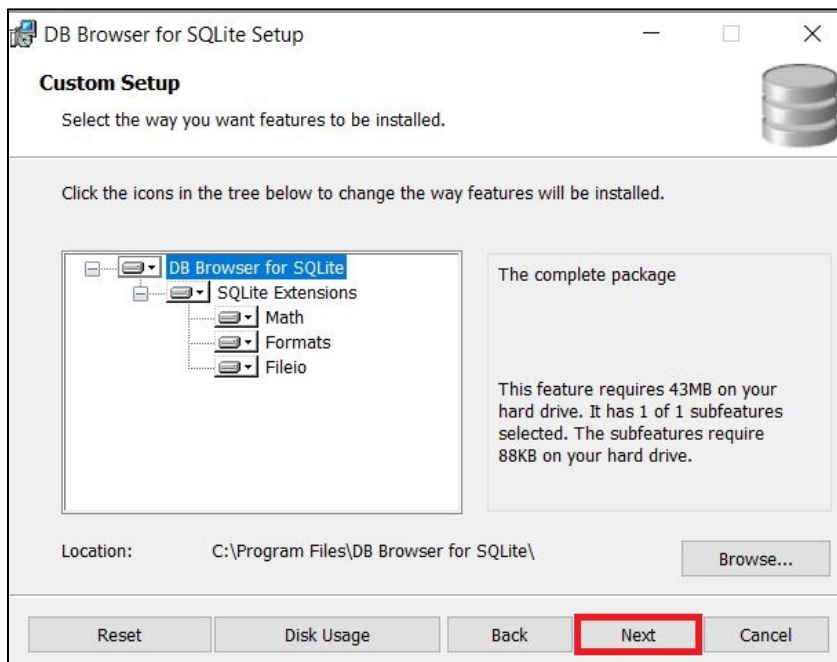 DB Browser for SQLite Setup
Custom Setup
Select the way you want features to be installed.
Click the icons in the tree below to change the way features will be installed.
DB Browser for SQLite
SQLite Extensions
Math
Formats
Fileio
The complete package
This feature requires 43MB on your
hard drive. It has 1 of 1 subfeatures
selected. The subfeatures require
88KB on your hard drive.
Location: C:\Program Files\DB Browser for SQLite\
Browse...
Reset Disk Usage Back Next Cancel